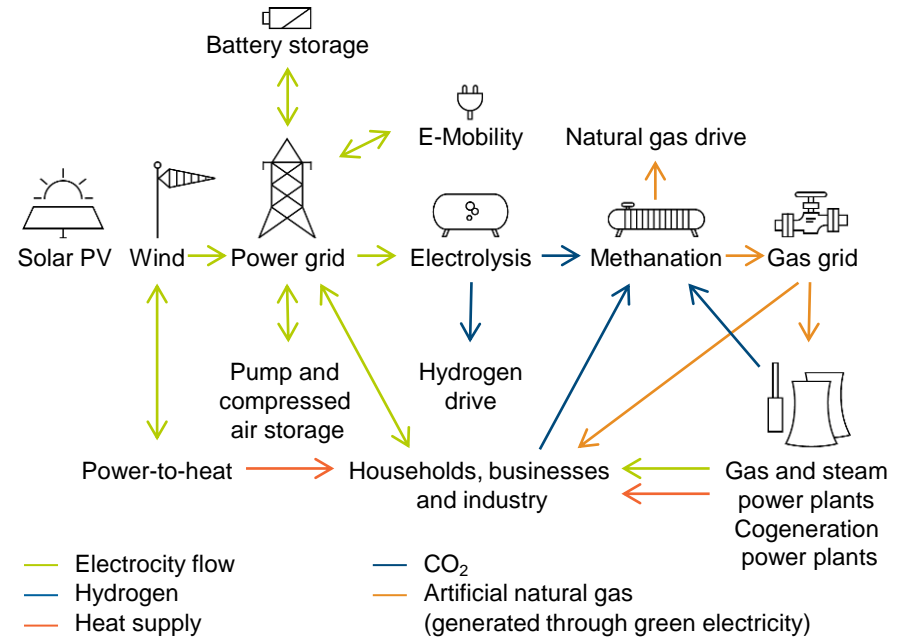 Battery storage
E-Mobility
Natural gas drive
Solar PV
Wind
Power grid
Electrolysis
Methanation
Gas grid
Pump and
compressed
air storage
Hydrogen
drive
Power-to-heat
Households, businesses
and industry
Gas and steam
power plants
Cogeneration
power plants
Electrocity flow
Hydrogen
Heat supply
CO₂
Artificial natural gas
(generated through green electricity)